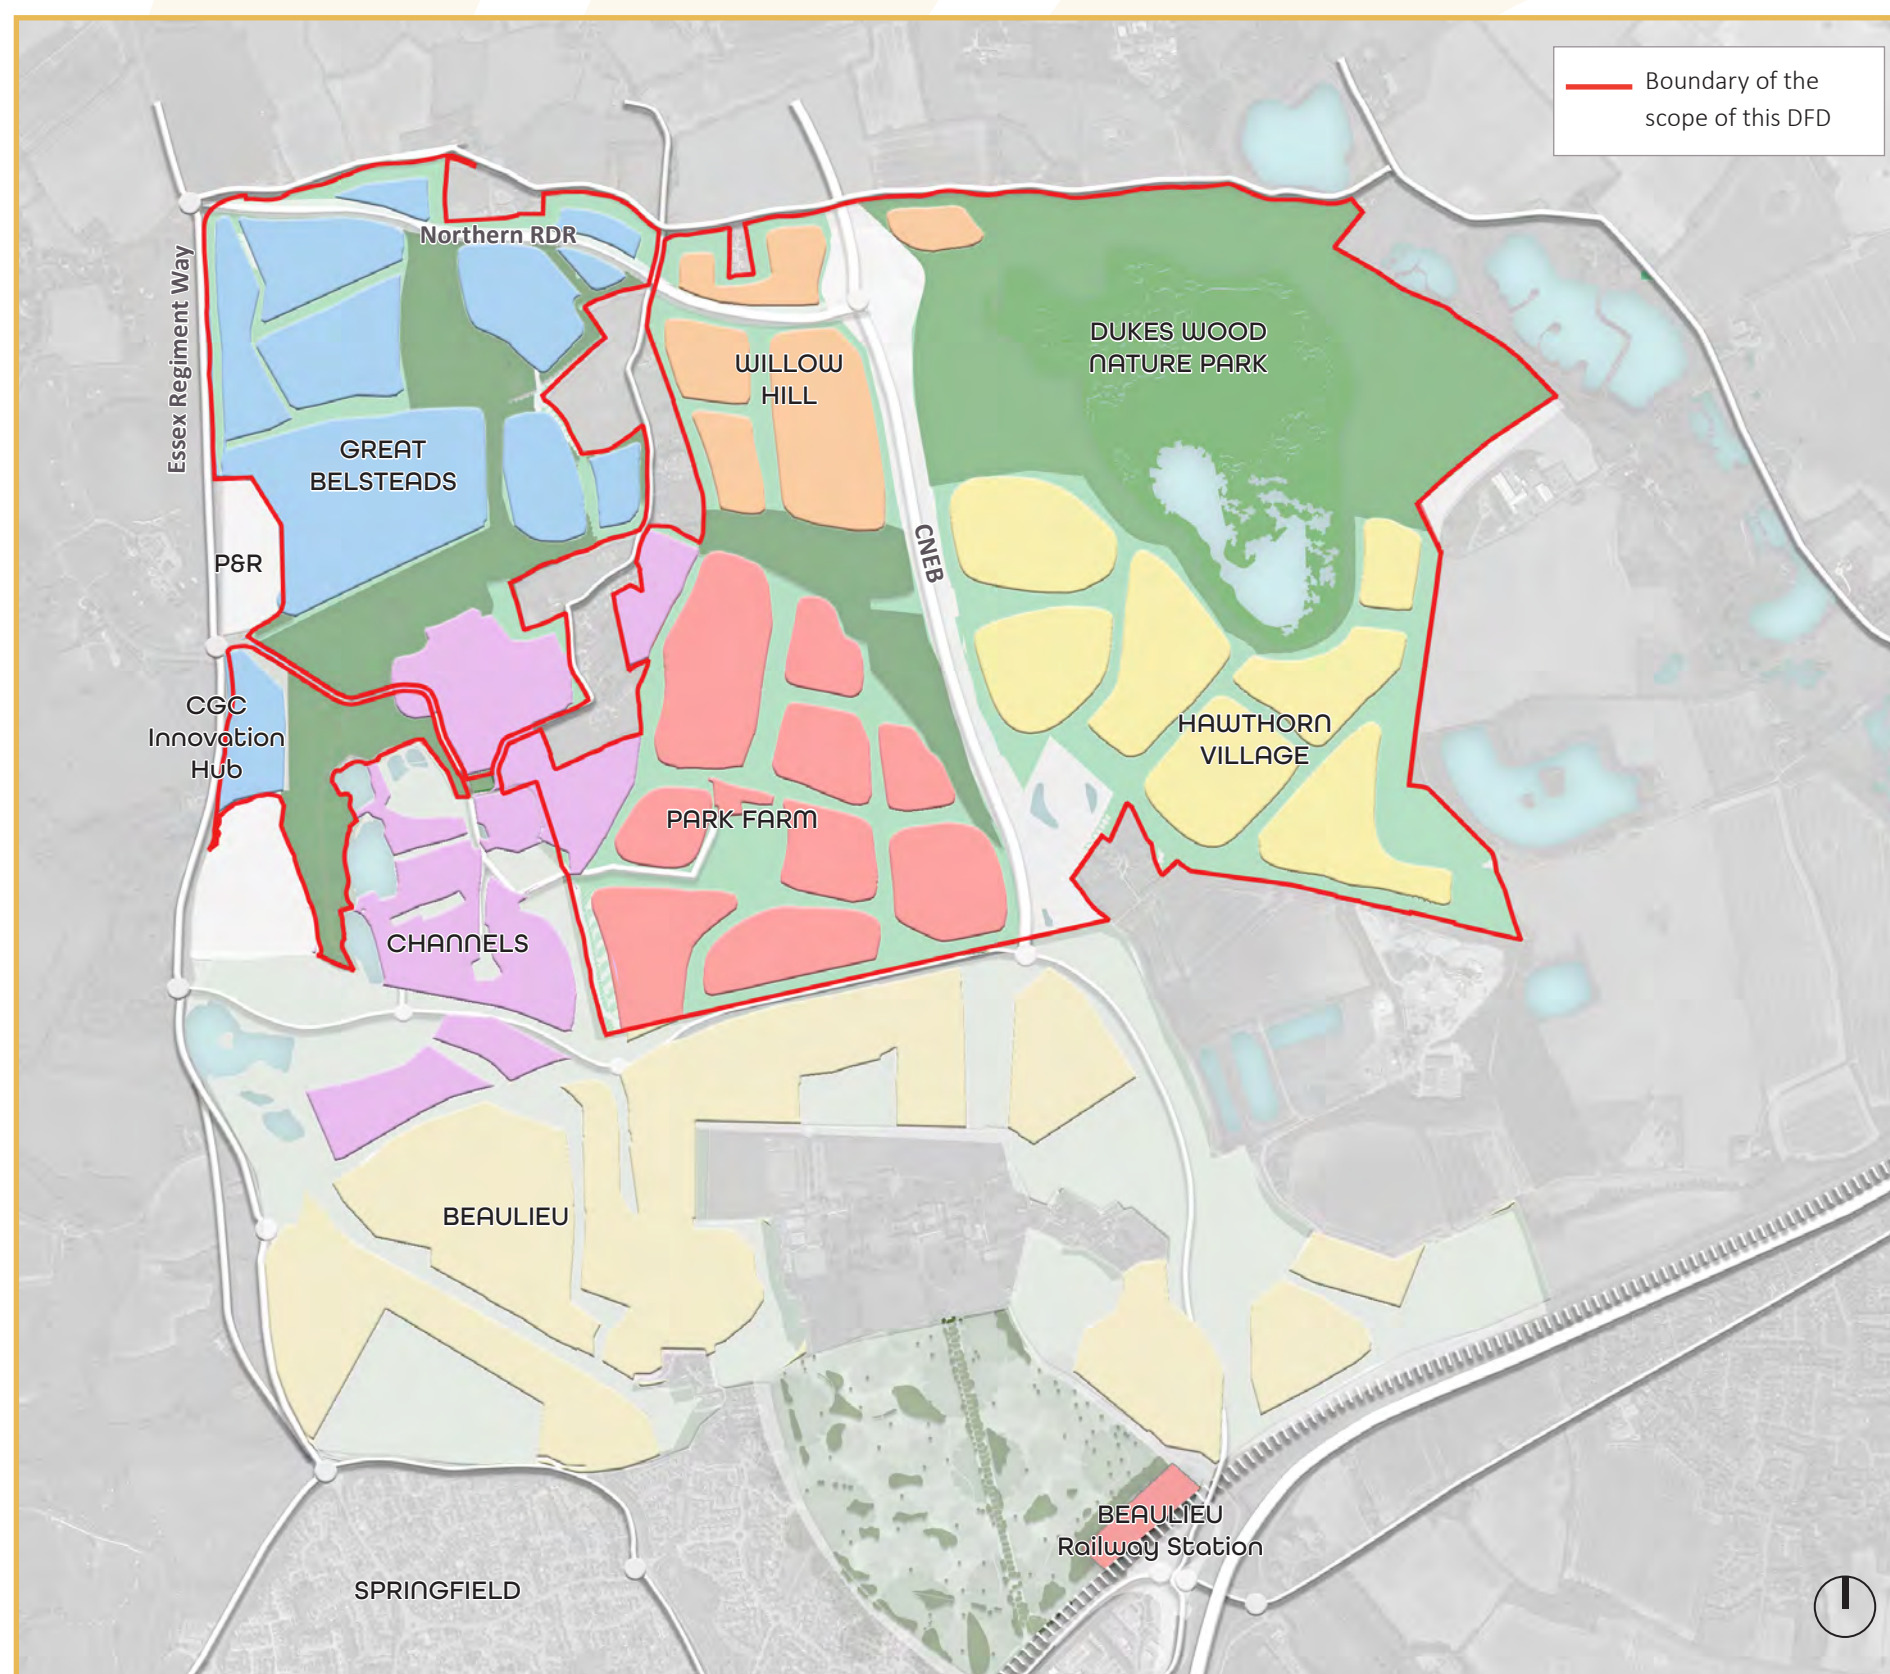 Boundary of the
scope of this DFD
Northern RDR
Essex Regiment Way
DUKES WOOD
NATURE PARK
WILLOW
HILL
GREAT
BELSTEADS
P&R
CNEB
CGC
Innovation
Hub
HAWTHORN
VILLAGE
PARK FARM
CHANNELS
BEAULIEU
BEAULIEU
Railway Station
SPRINGFIELD